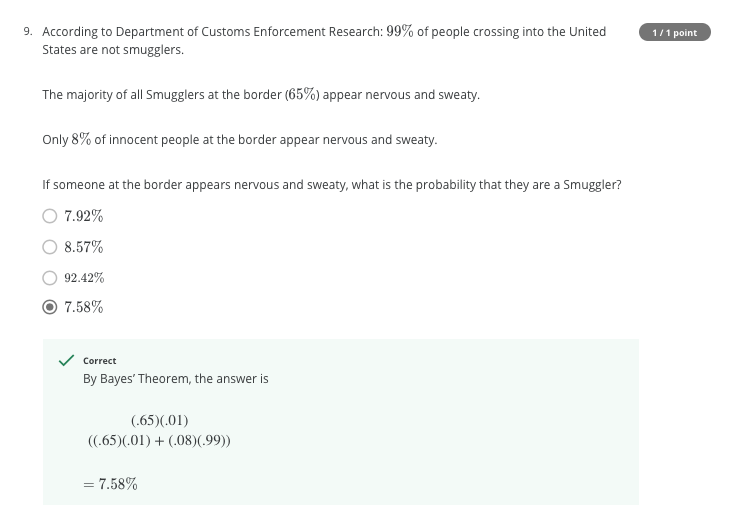 9. According to Department of Customs Enforcement Research: 99% of people crossing into the United
States are not smugglers.
1 / 1 point
The majority of all Smugglers at the border (65%) appear nervous and sweaty.
Only 8% of innocent people at the border appear nervous and sweaty.
If someone at the border appears nervous and sweaty, what is the probability that they are a Smuggler?
7.92%
8.57%
92.42%
7.58%
Correct
By Bayes’ Theorem, the answer is
(.65)(.01)
((.65)(.01) + (.08)(.99))
= 7.58%